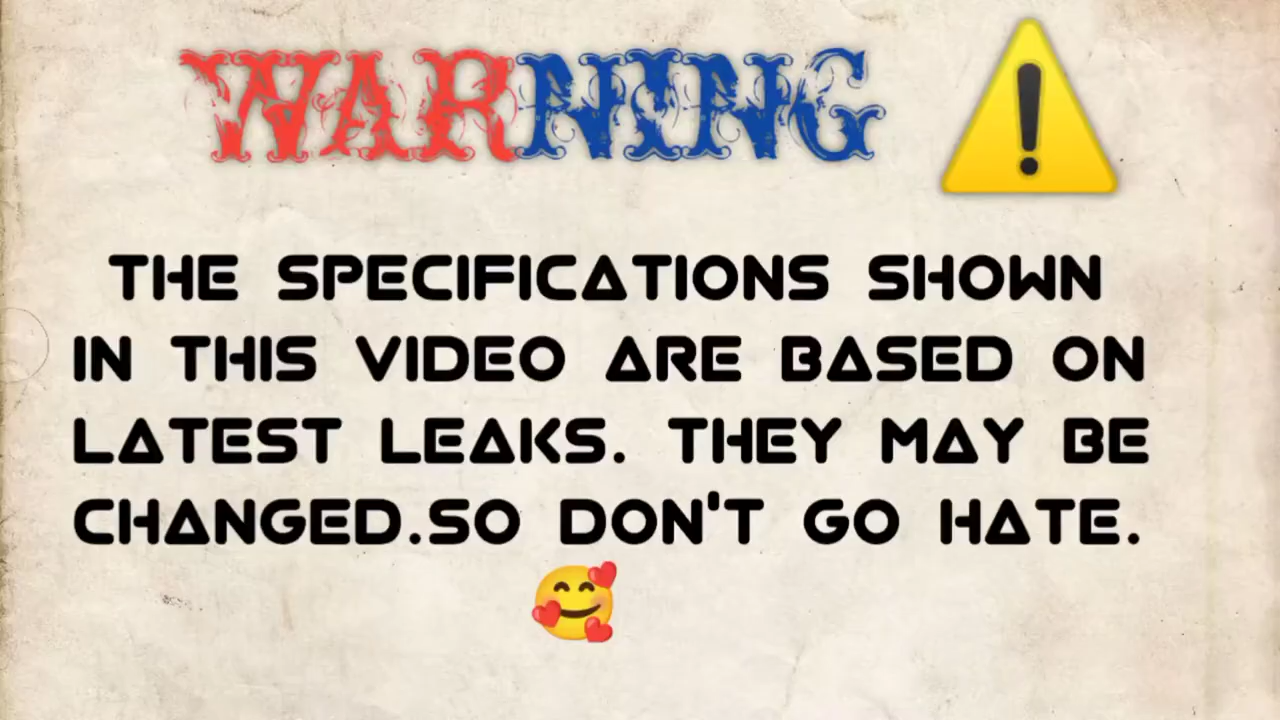 WARNING
THE SPECIFICATIONS SHOWN
IN THIS VIDEO ARE BASED ON
LATEST LEAKS. THEY MAY BE
CHANGED.SO DON'T GO HATE.